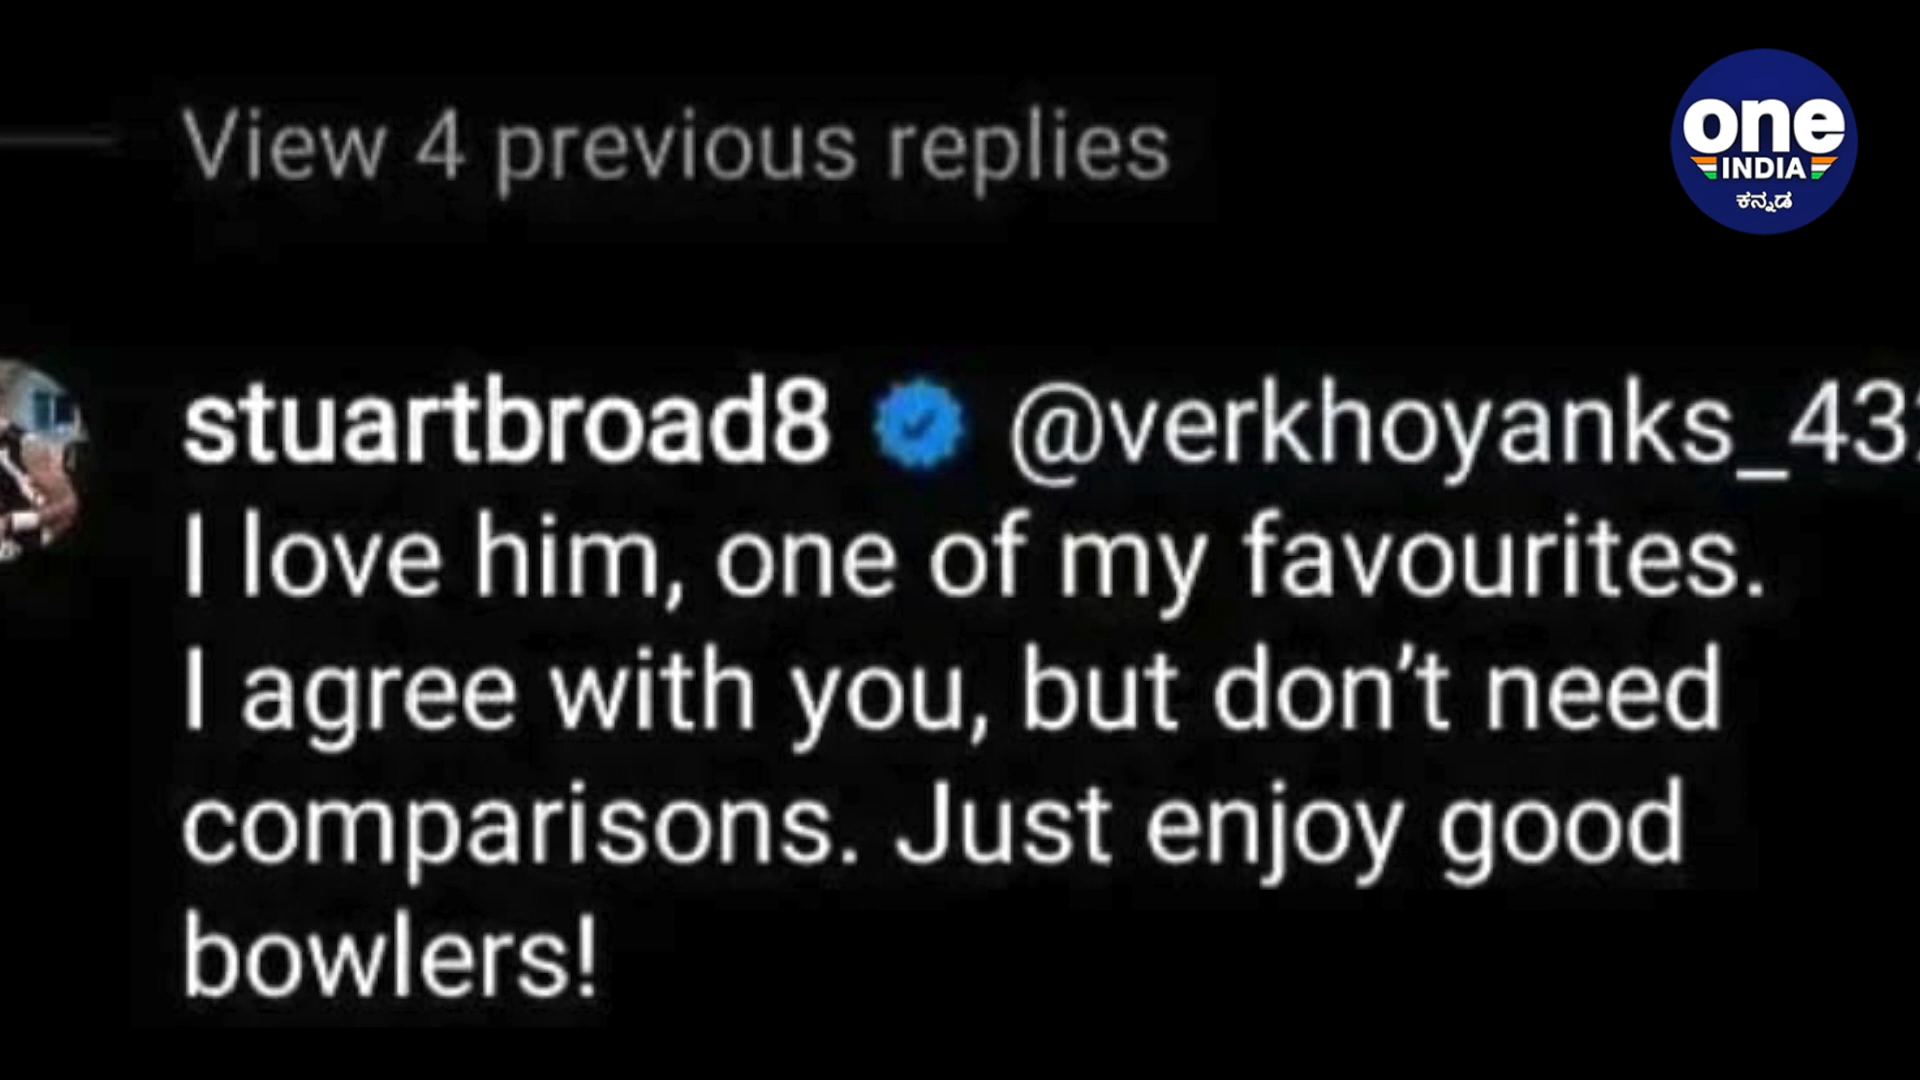 View 4 previous replies
one
INDIA
ಕನ್ನಡ
stuartbroad8 @verkhoyanks_43
I love him, one of my favourites.
I agree with you, but don’t need
comparisons. Just enjoy good
bowlers!